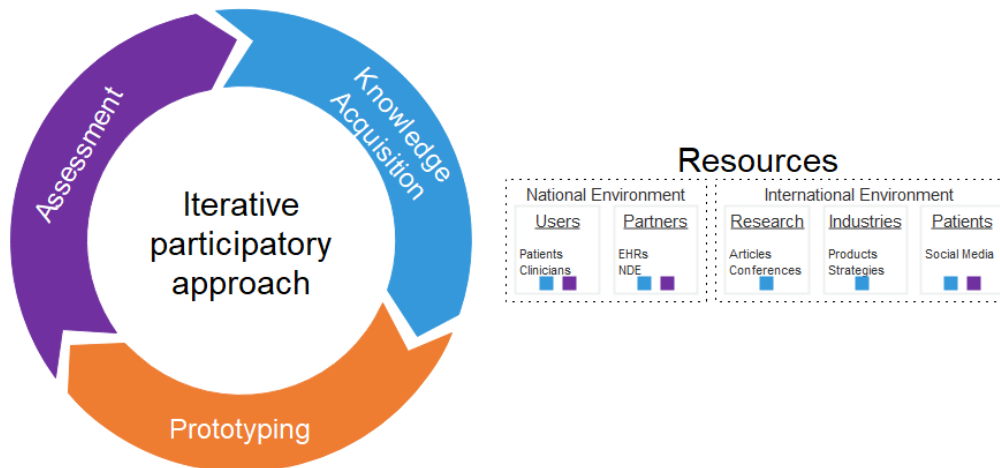 Assessment
Knowledge
Acquisition
Iterative
participatory
approach
Prototyping
Resources
National Environment
International Environment
Users
Patients
Clinicians
Partners
EHRs
NDE
Research
Articles
Conferences
Industries
Products
Strategies
Patients
Social Media